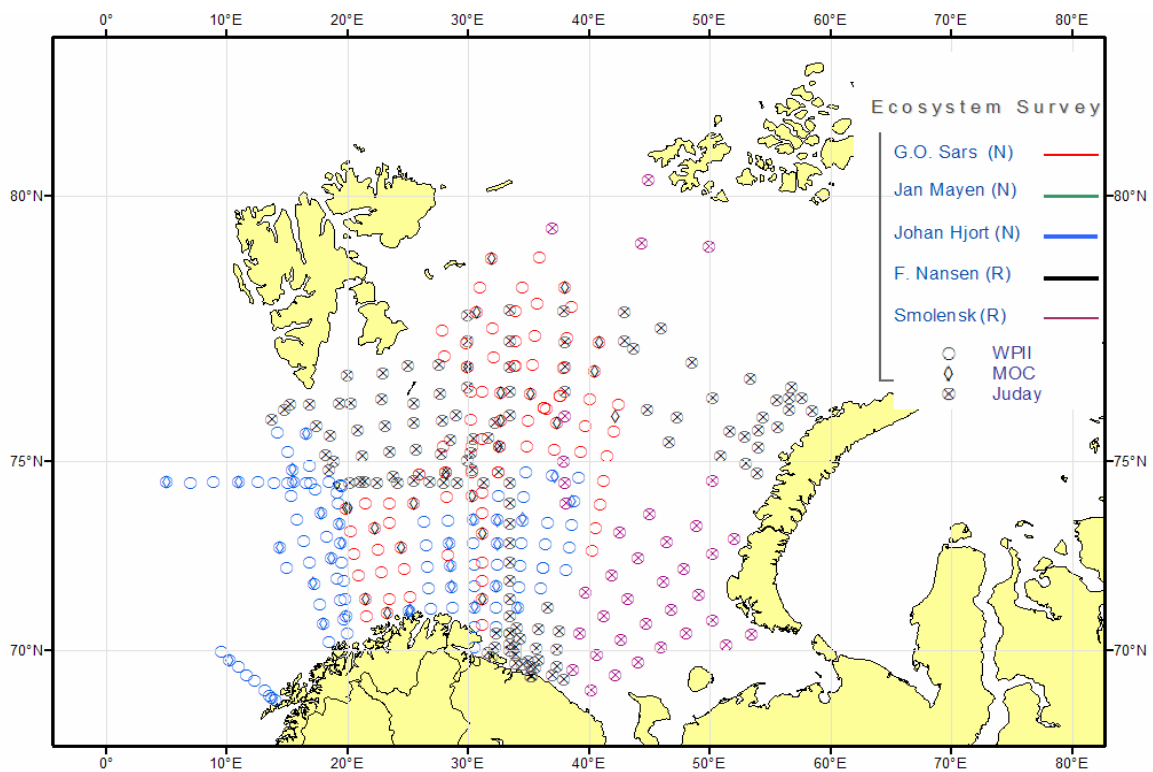 0° 10°E 20°E 30°E 40°E 50°E 60°E 70°E 80°E
Ecosystem Survey
G.O. Sars (N)
Jan Mayen (N)
Johan Hjort (N)
F. Nansen (R)
Smolensk (R)
WPII
MOC
Juday
80°N 80°N
75°N 75°N
70°N 70°N
0° 10°E 20°E 30°E 40°E 50°E 60°E 70°E 80°E